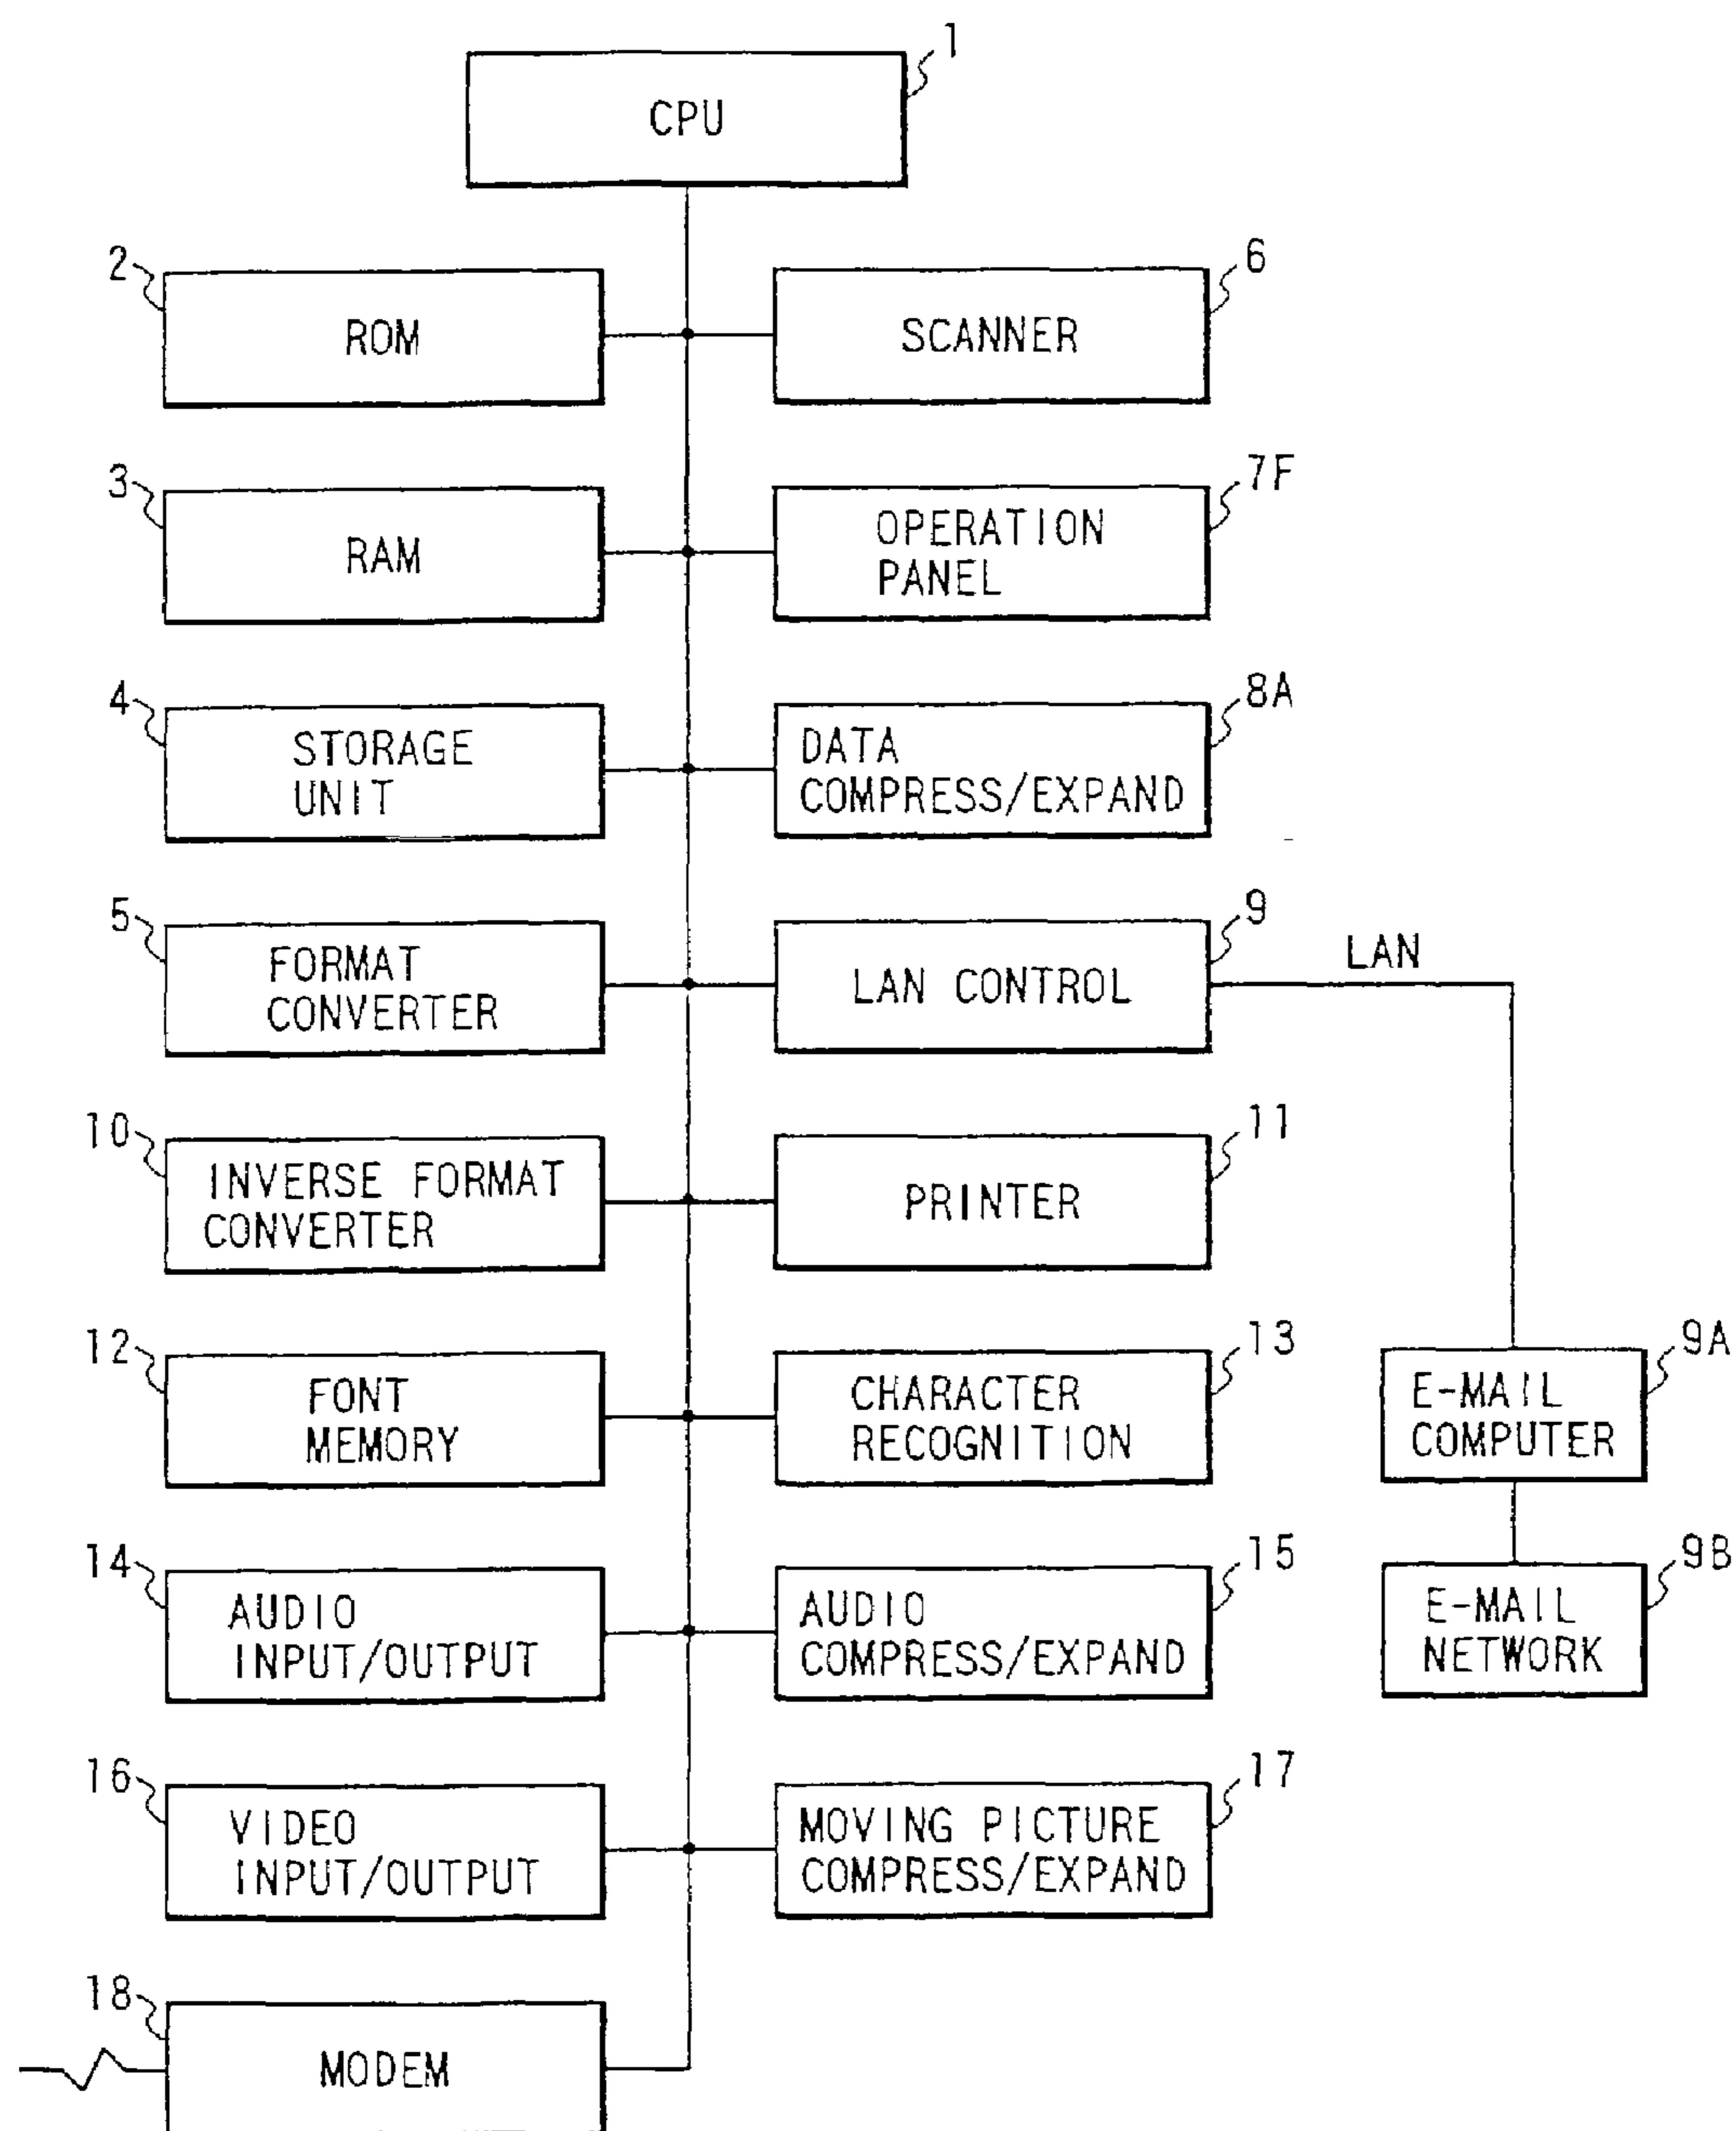 1
CPU
2
ROM
6
SCANNER
3
RAM
7F
OPERATION
PANEL
4
STORAGE
UNIT
8A
DATA
COMPRESS/EXPAND
5
FORMAT
CONVERTER
9
LAN CONTROL
LAN
10
INVERSE FORMAT
CONVERTER
11
PRINTER
12
FONT
MEMORY
13
CHARACTER
RECOGNITION
9A
E-MAIL
COMPUTER
14
AUDIO
INPUT/OUTPUT
15
AUDIO
COMPRESS/EXPAND
9B
E-MAIL
NETWORK
16
VIDEO
INPUT/OUTPUT
17
MOVING PICTURE
COMPRESS/EXPAND
18
MODEM